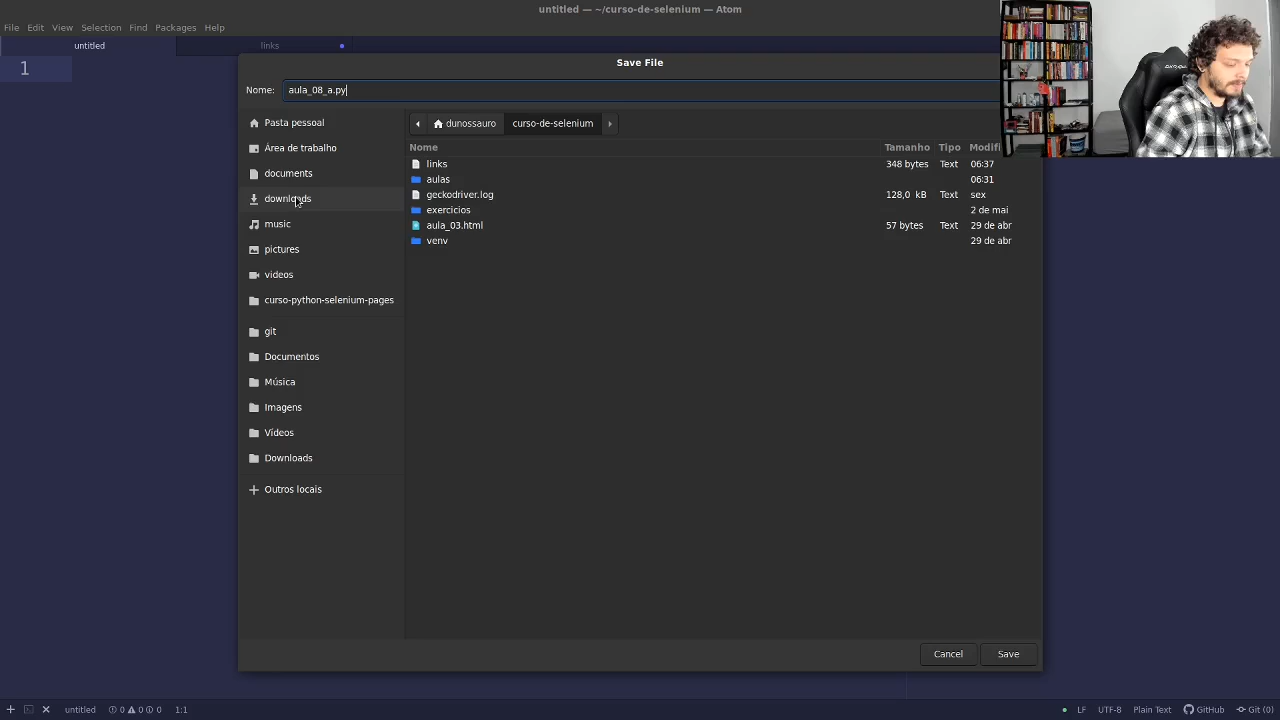 untitled — ~/curso-de-selenium — Atom
File Edit View Selection Find Packages Help
untitled
links
1
Save File
Nome: aula_08_a.py
Pasta pessoal
Área de trabalho
documents
downloads
music
pictures
videos
curso-python-selenium-pages
git
Documentos
Música
Imagens
Vídeos
Downloads
Outros locais
dunossauro curso-de-selenium
Nome Tamanho Tipo Modifi
links 348 bytes Text 06:37
aulas 06:31
geckodriver.log 128,0 kB Text sex
exercicios 2 de mai
aula_03.html 57 bytes Text 29 de abr
venv 29 de abr
Cancel Save
untitled 0 0 0 1:1
LF UTF-8 Plain Text GitHub Git (0)